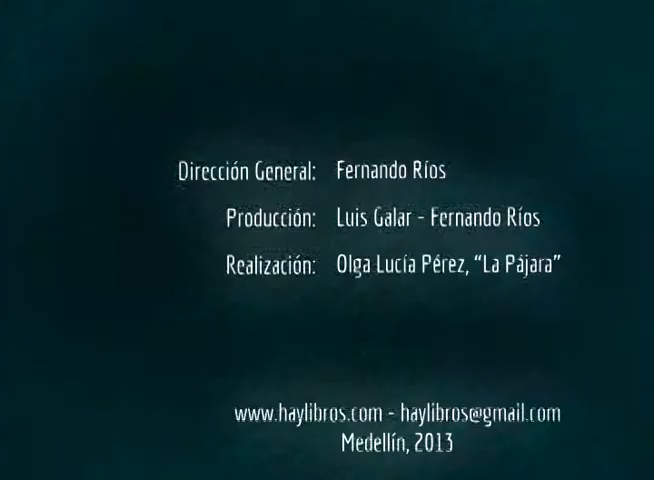 Dirección General: Fernando Ríos
Producción: Luis Galar - Fernando Ríos
Realización: Olga Lucía Pérez, “La Pájara”
www.haylibros.com - haylibros@gmail.com
Medellín, 2013